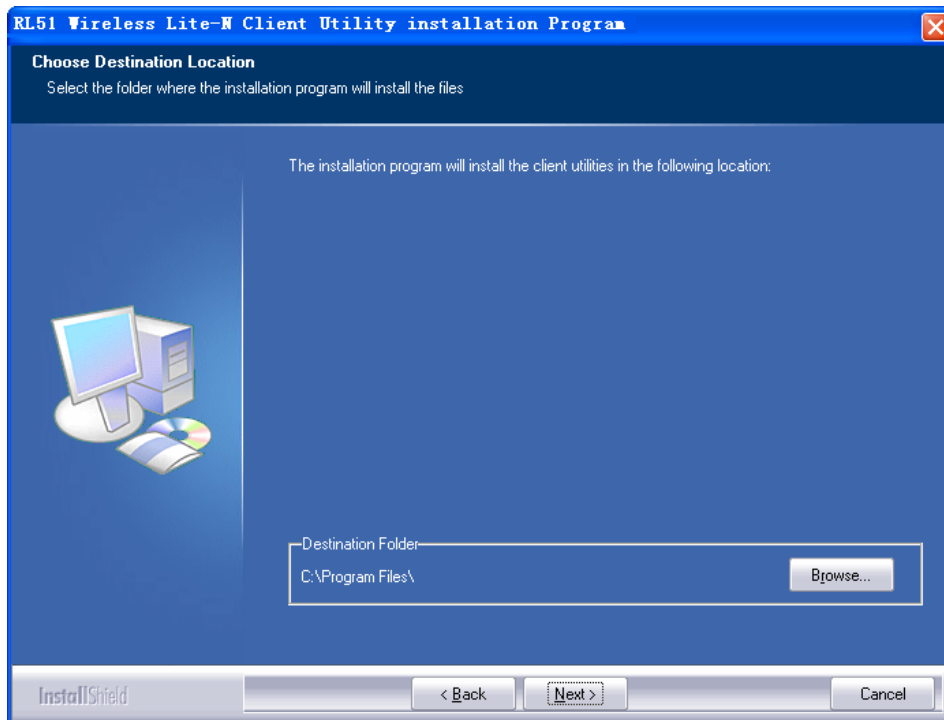 RL51 Wireless Lite-N Client Utility installation Program
Choose Destination Location
Select the folder where the installation program will install the files
The installation program will install the client utilities in the following location:
Destination Folder
C:\Program Files\
Browse...
InstallShield
< Back
Next >
Cancel